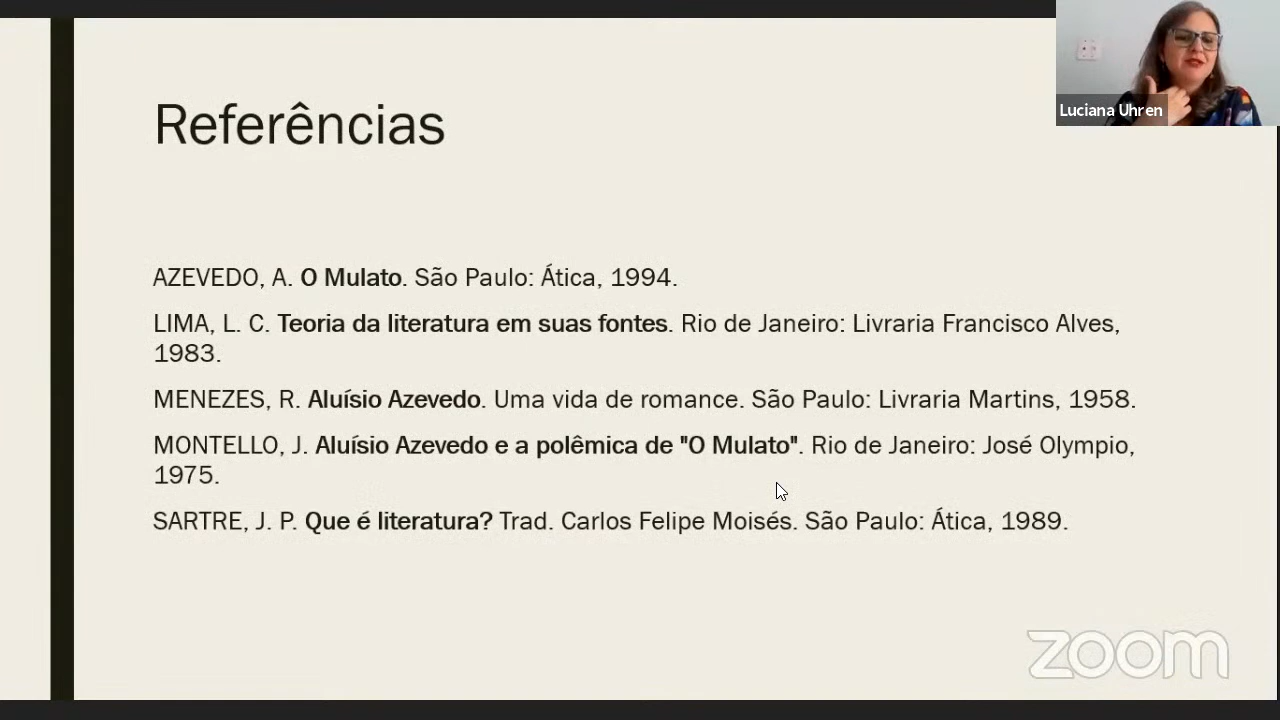 Referências
Luciana Uhren
AZEVEDO, A. O Mulato. São Paulo: Ática, 1994.
LIMA, L. C. Teoria da literatura em suas fontes. Rio de Janeiro: Livraria Francisco Alves,
1983.
MENEZES, R. Aluísio Azevedo. Uma vida de romance. São Paulo: Livraria Martins, 1958.
MONTELLO, J. Aluísio Azevedo e a polêmica de "O Mulato". Rio de Janeiro: José Olympio,
1975.
SARTRE, J. P. Que é literatura? Trad. Carlos Felipe Moisés. São Paulo: Ática, 1989.
zoom